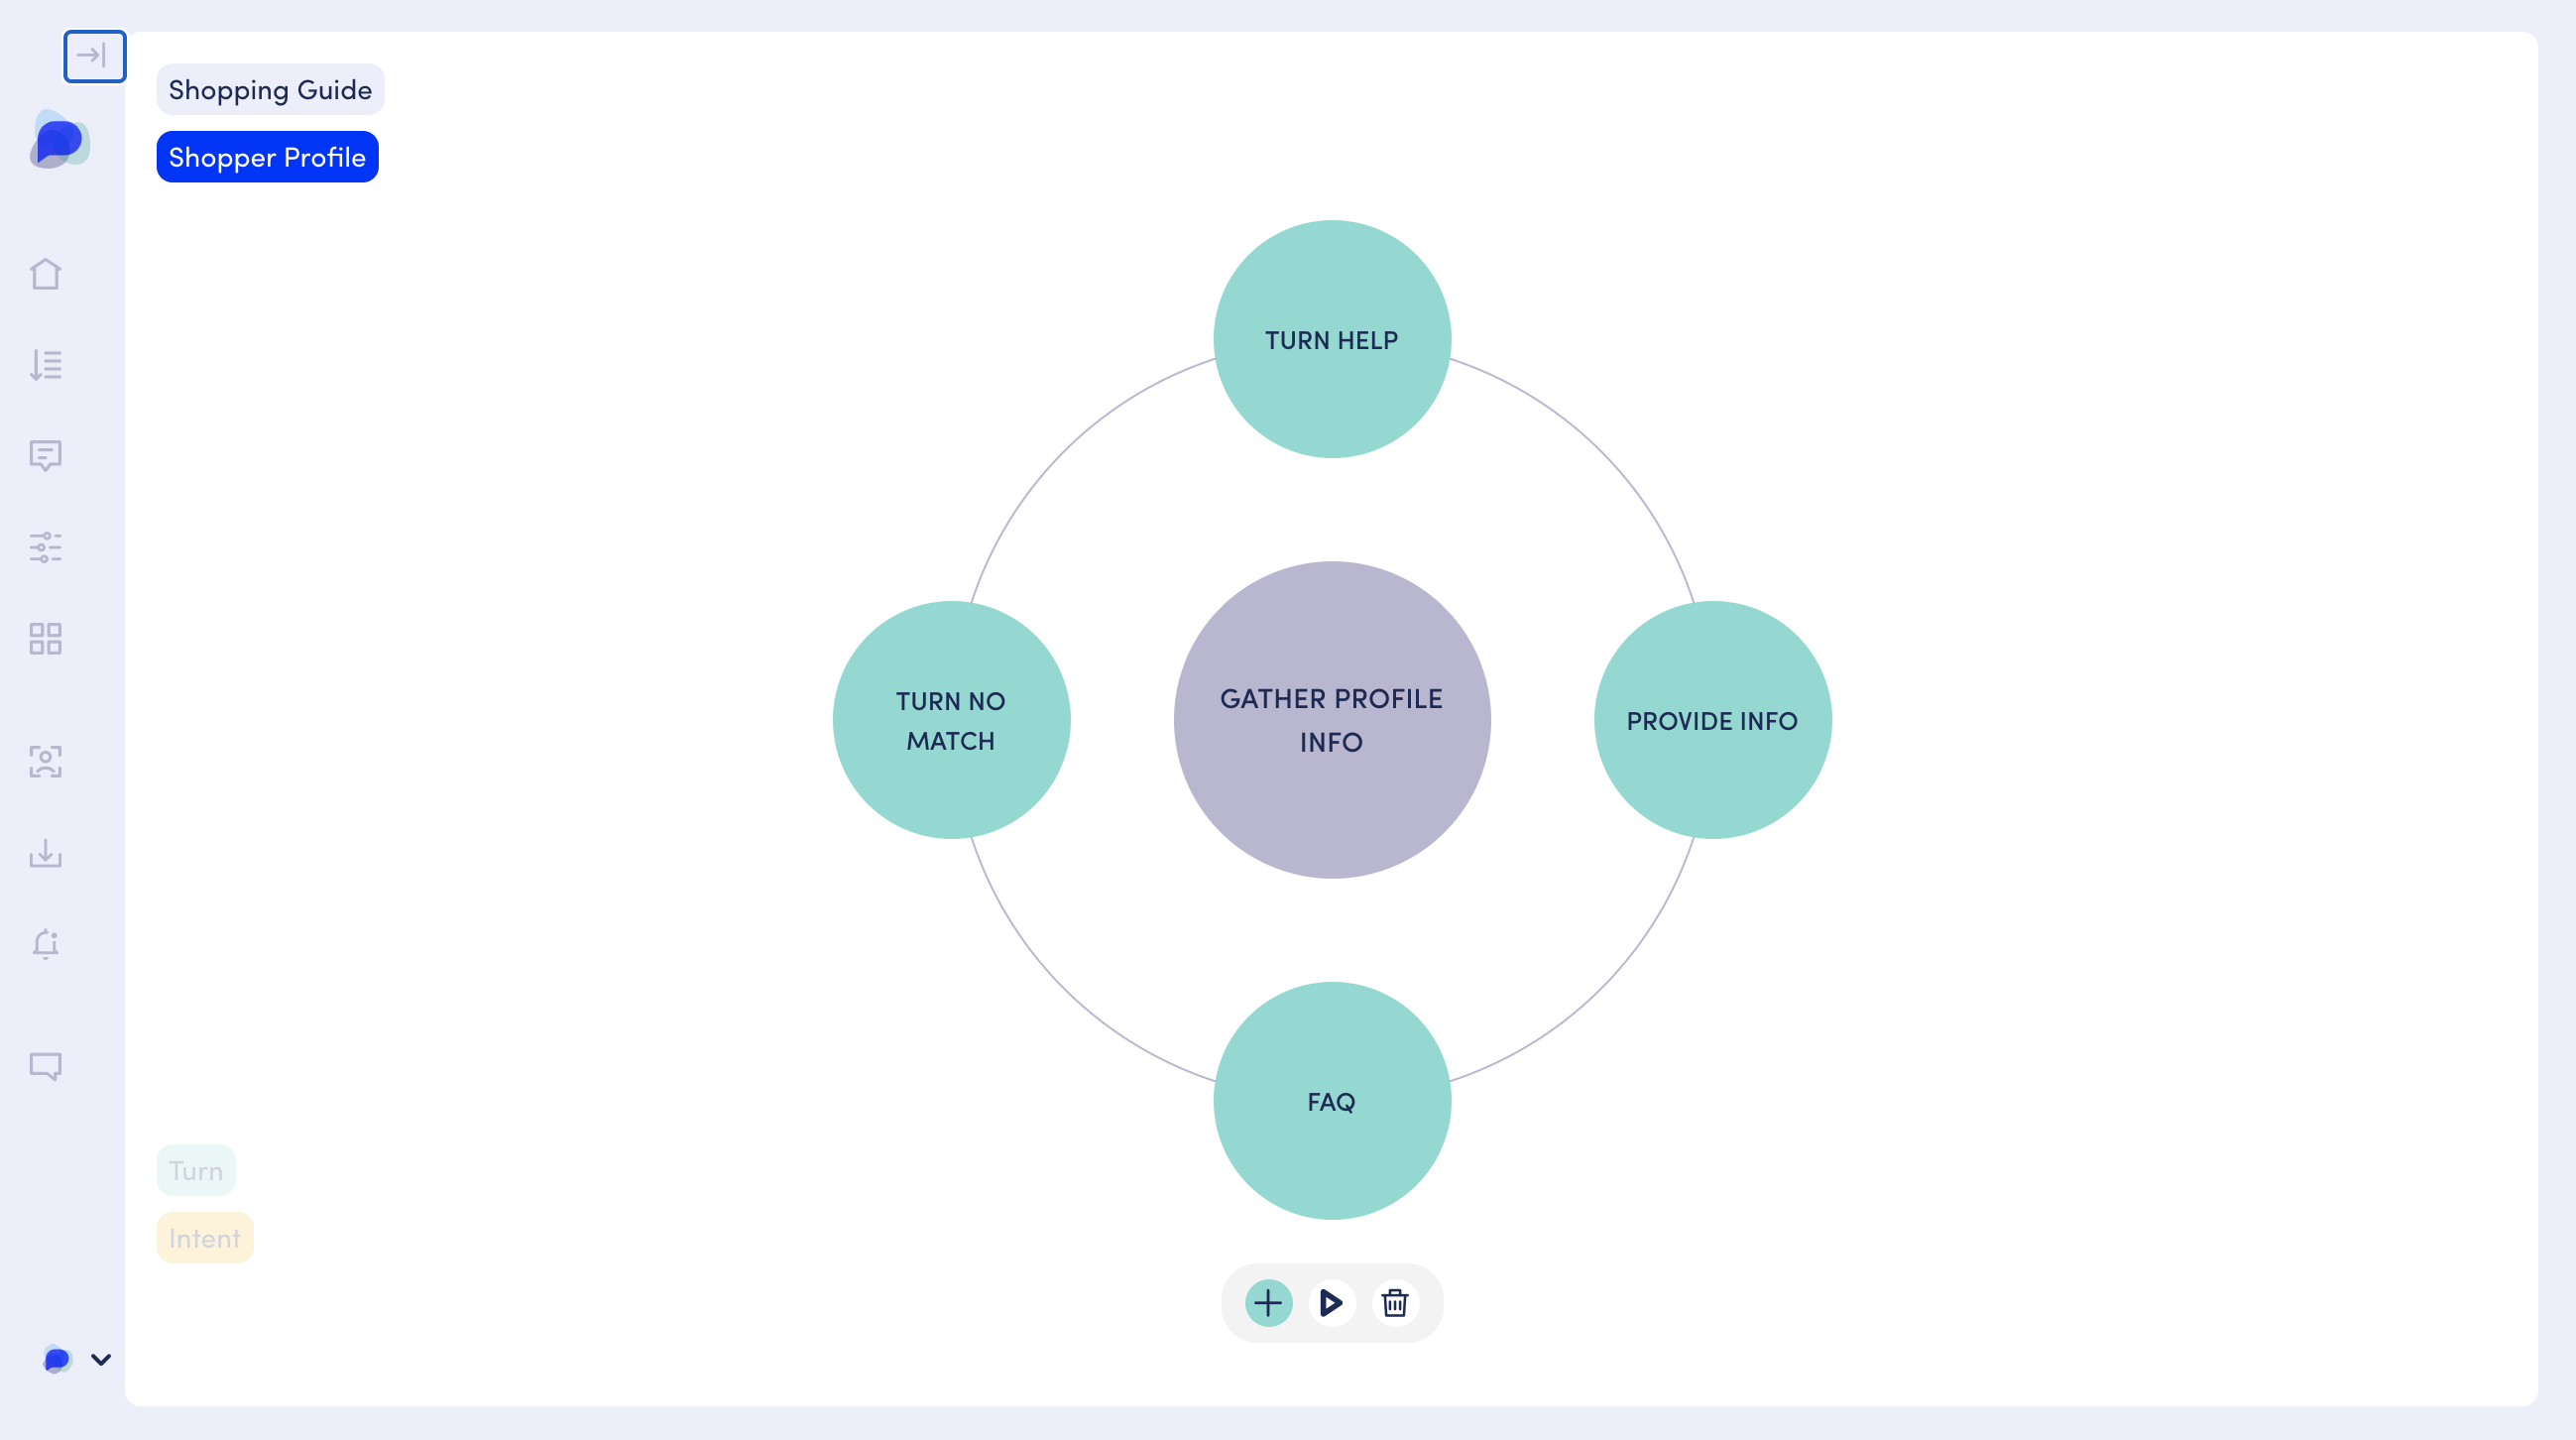 Shopping Guide
Shopper Profile
TURN HELP
TURN NO
MATCH
GATHER PROFILE
INFO
PROVIDE INFO
FAQ
Turn
Intent